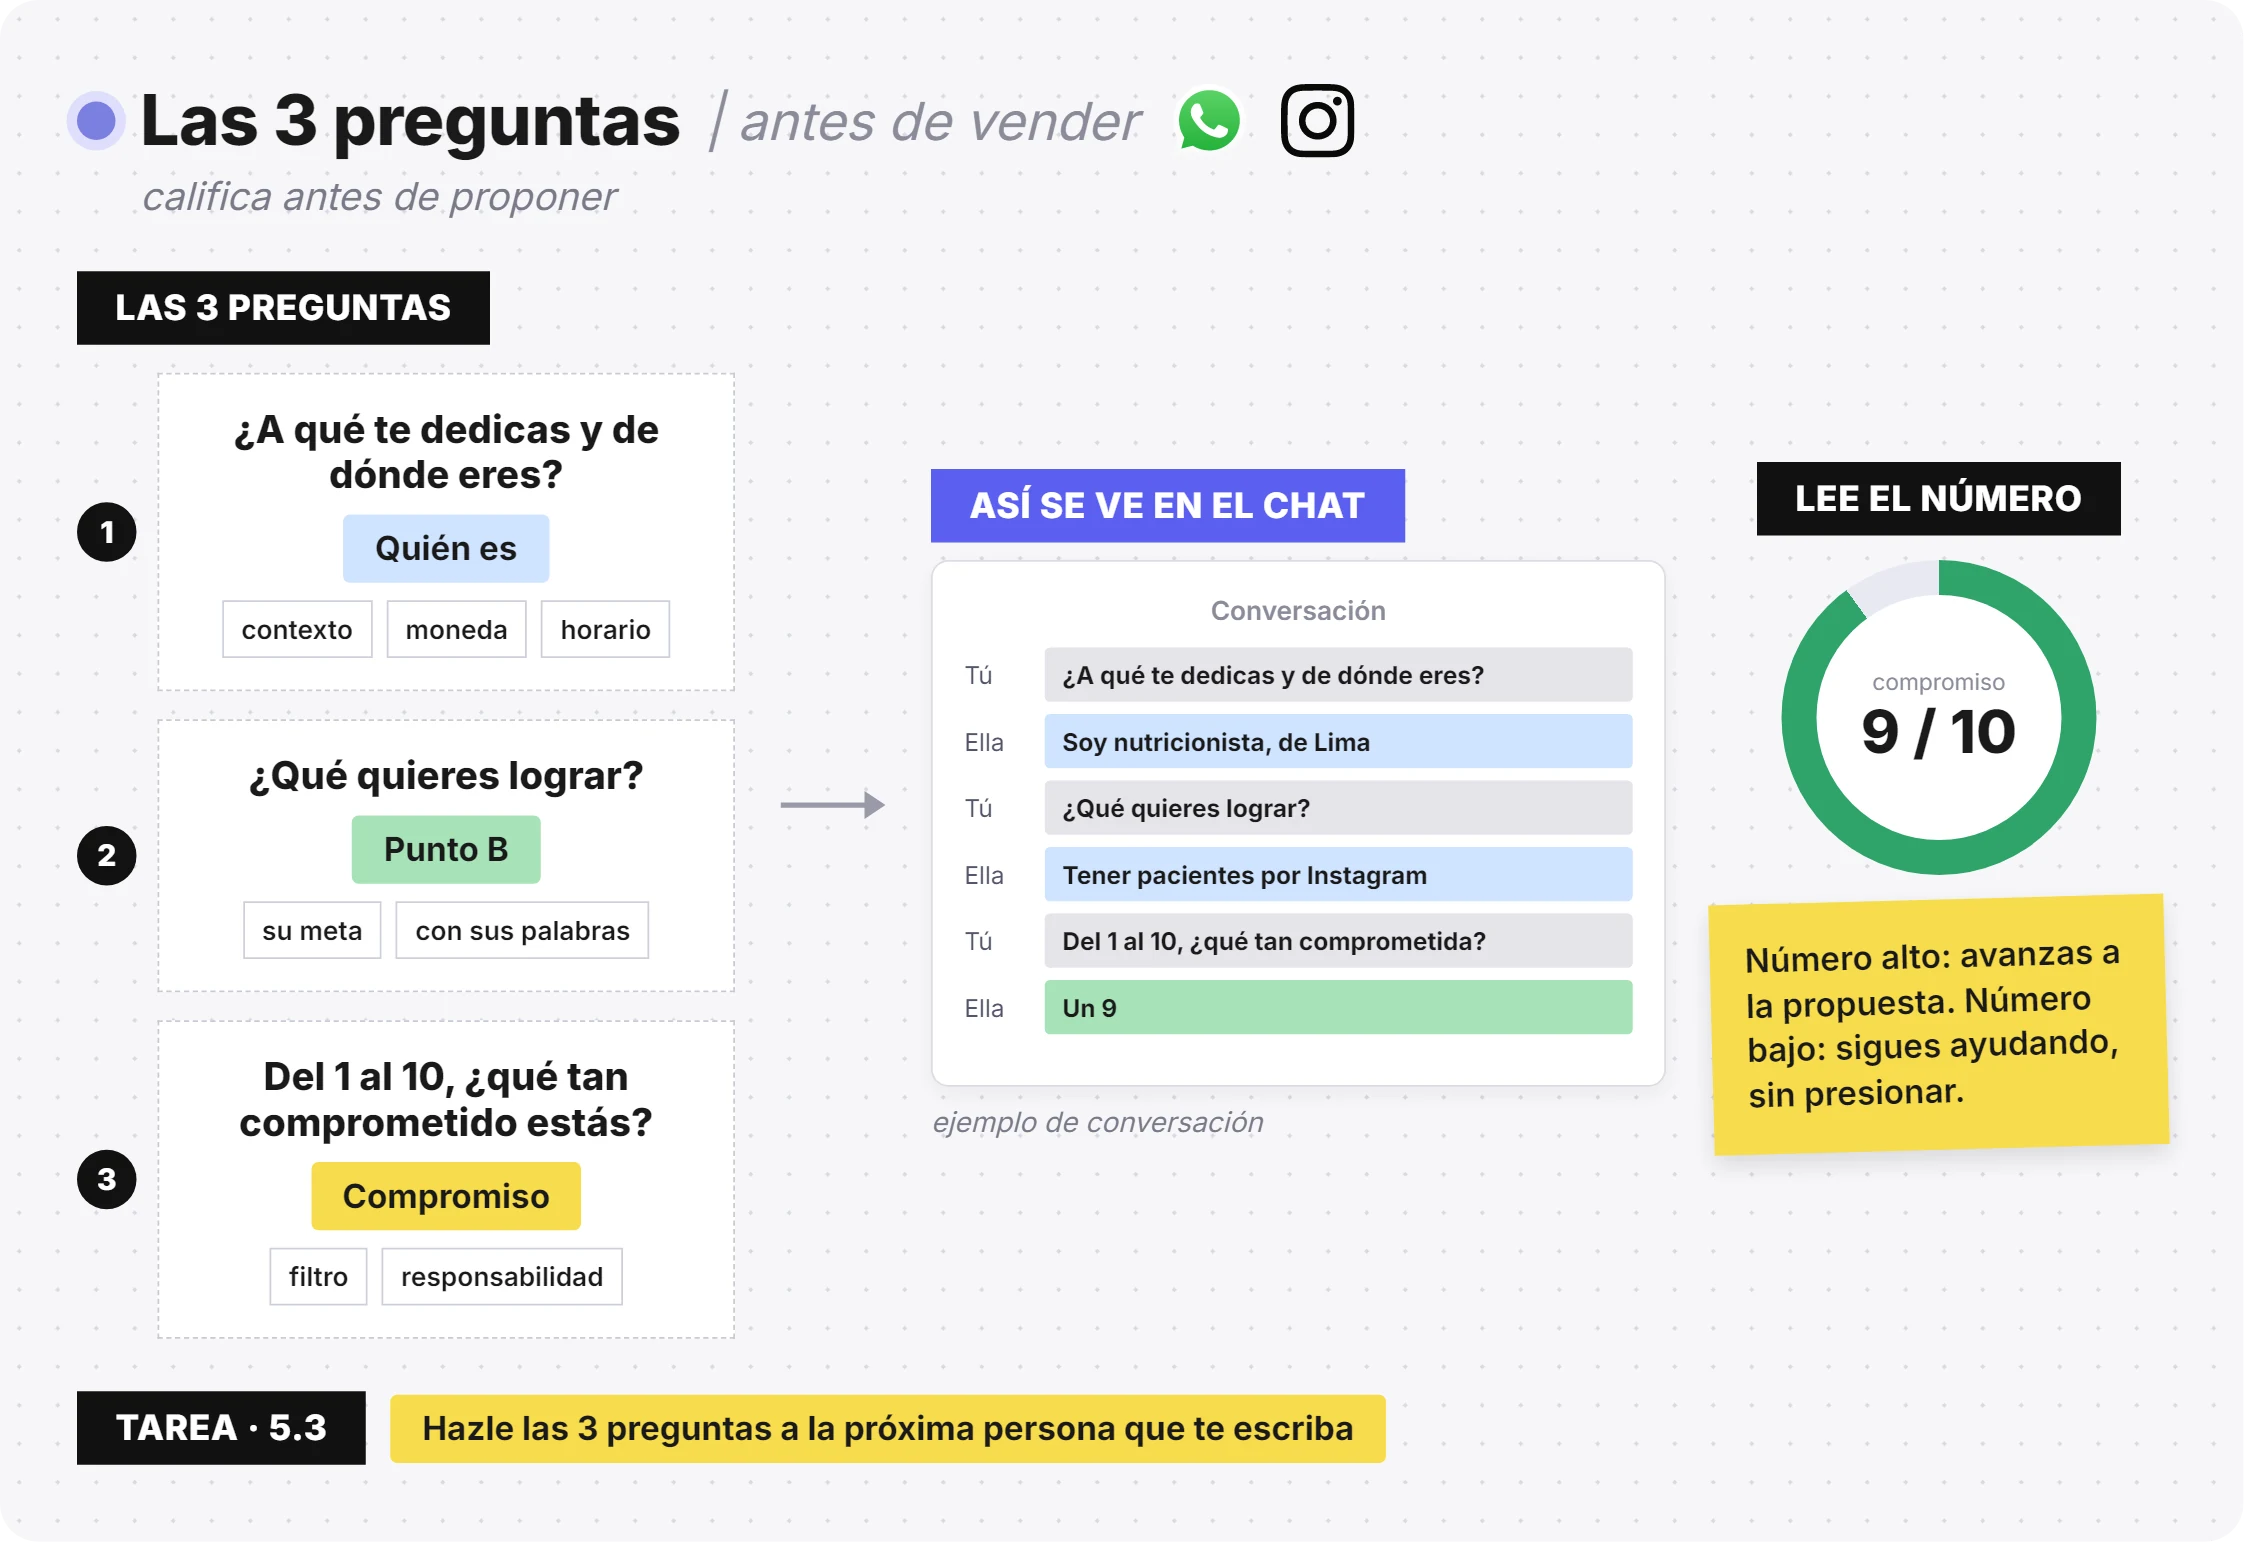 Las 3 preguntas | antes de vender
califica antes de proponer
LAS 3 PREGUNTAS
1
¿A qué te dedicas y de
dónde eres?
Quién es
contexto moneda horario
2
¿Qué quieres lograr?
Punto B
su meta con sus palabras
3
Del 1 al 10, ¿qué tan
comprometido estás?
Compromiso
filtro responsabilidad
ASÍ SE VE EN EL CHAT
Conversación
Tú ¿A qué te dedicas y de dónde eres?
Ella Soy nutricionista, de Lima
Tú ¿Qué quieres lograr?
Ella Tener pacientes por Instagram
Tú Del 1 al 10, ¿qué tan comprometida?
Ella Un 9
ejemplo de conversación
LEE EL NÚMERO
compromiso
9 / 10
Número alto: avanzas a
la propuesta. Número
bajo: sigues ayudando,
sin presionar.
TAREA · 5.3 Hazle las 3 preguntas a la próxima persona que te escriba